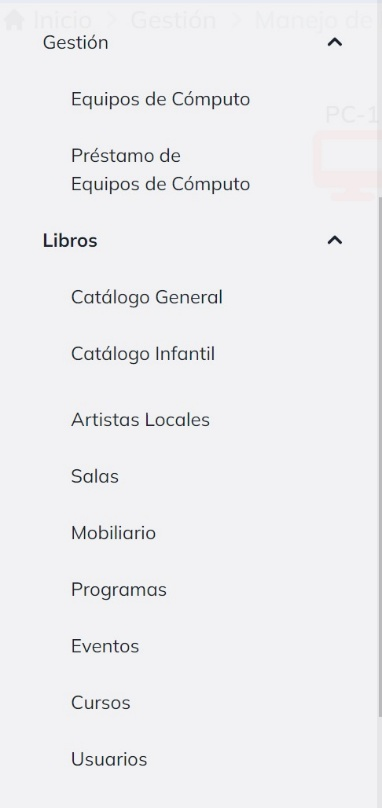 Inicio > Gestión > Manejo de
Gestión
Equipos de Cómputo
PC-1
Préstamo de
Equipos de Cómputo
Libros
Catálogo General
Catálogo Infantil
Artistas Locales
Salas
Mobiliario
Programas
Eventos
Cursos
Usuarios